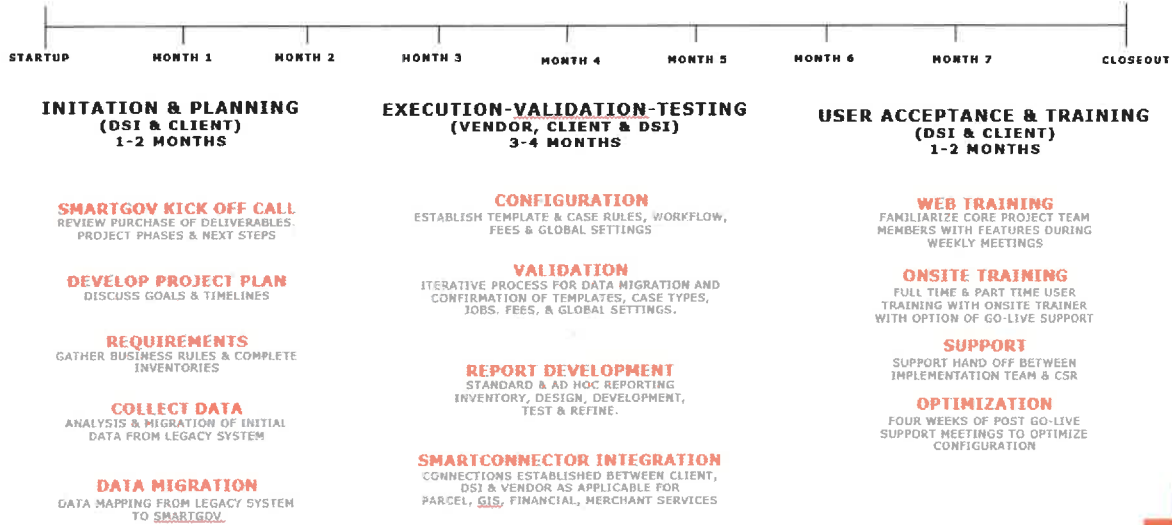 STARTUP MONTH 1 MONTH 2 MONTH 3 MONTH 4 MONTH 5 MONTH 6 MONTH 7 CLOSEOUT
INITATION & PLANNING
(DSI & CLIENT)
1-2 MONTHS
SMARTGOV KICK OFF CALL
REVIEW PURCHASE OF DELIVERABLES.
PROJECT PHASES & NEXT STEPS
DEVELOP PROJECT PLAN
DISCUSS GOALS & TIMELINES
REQUIREMENTS
GATHER BUSINESS RULES & COMPLETE
INVENTORIES
COLLECT DATA
ANALYSIS & MIGRATION OF INITIAL
DATA FROM LEGACY SYSTEM
DATA MIGRATION
DATA MAPPING FROM LEGACY SYSTEM
TO SMARTGOV
EXECUTION-VALIDATION-TESTING
(VENDOR, CLIENT & DSI)
3-4 MONTHS
CONFIGURATION
ESTABLISH TEMPLATE & CASE RULES, WORKFLOW,
FEES & GLOBAL SETTINGS
VALIDATION
ITERATIVE PROCESS FOR DATA MIGRATION AND
CONFIRMATION OF TEMPLATES, CASE TYPES,
JOBS. FEES, & GLOBAL SETTINGS.
REPORT DEVELOPMENT
STANDARD & AD HOC REPORTING
INVENTORY, DESIGN, DEVELOPMENT,
TEST & REFINE.
SMARTCONNECTOR INTEGRATION
CONNECTIONS ESTABLISHED BETWEEN CLIENT,
DSI & VENDOR AS APPLICABLE FOR
PARCEL, GIS, FINANCIAL, MERCHANT SERVICES
USER ACCEPTANCE & TRAINING
(DSI & CLIENT)
1-2 MONTHS
WEB TRAINING
FAMILIARIZE CORE PROJECT TEAM
MEMBERS WITH FEATURES DURING
WEEKLY MEETINGS
ONSITE TRAINING
FULL TIME & PART TIME USER
TRAINING WITH ONSITE TRAINER
WITH OPTION OF GO-LIVE SUPPORT
SUPPORT
SUPPORT HAND OFF BETWEEN
IMPLEMENTATION TEAM & CSR
OPTIMIZATION
FOUR WEEKS OF POST GO-LIVE
SUPPORT MEETINGS TO OPTIMIZE
CONFIGURATION